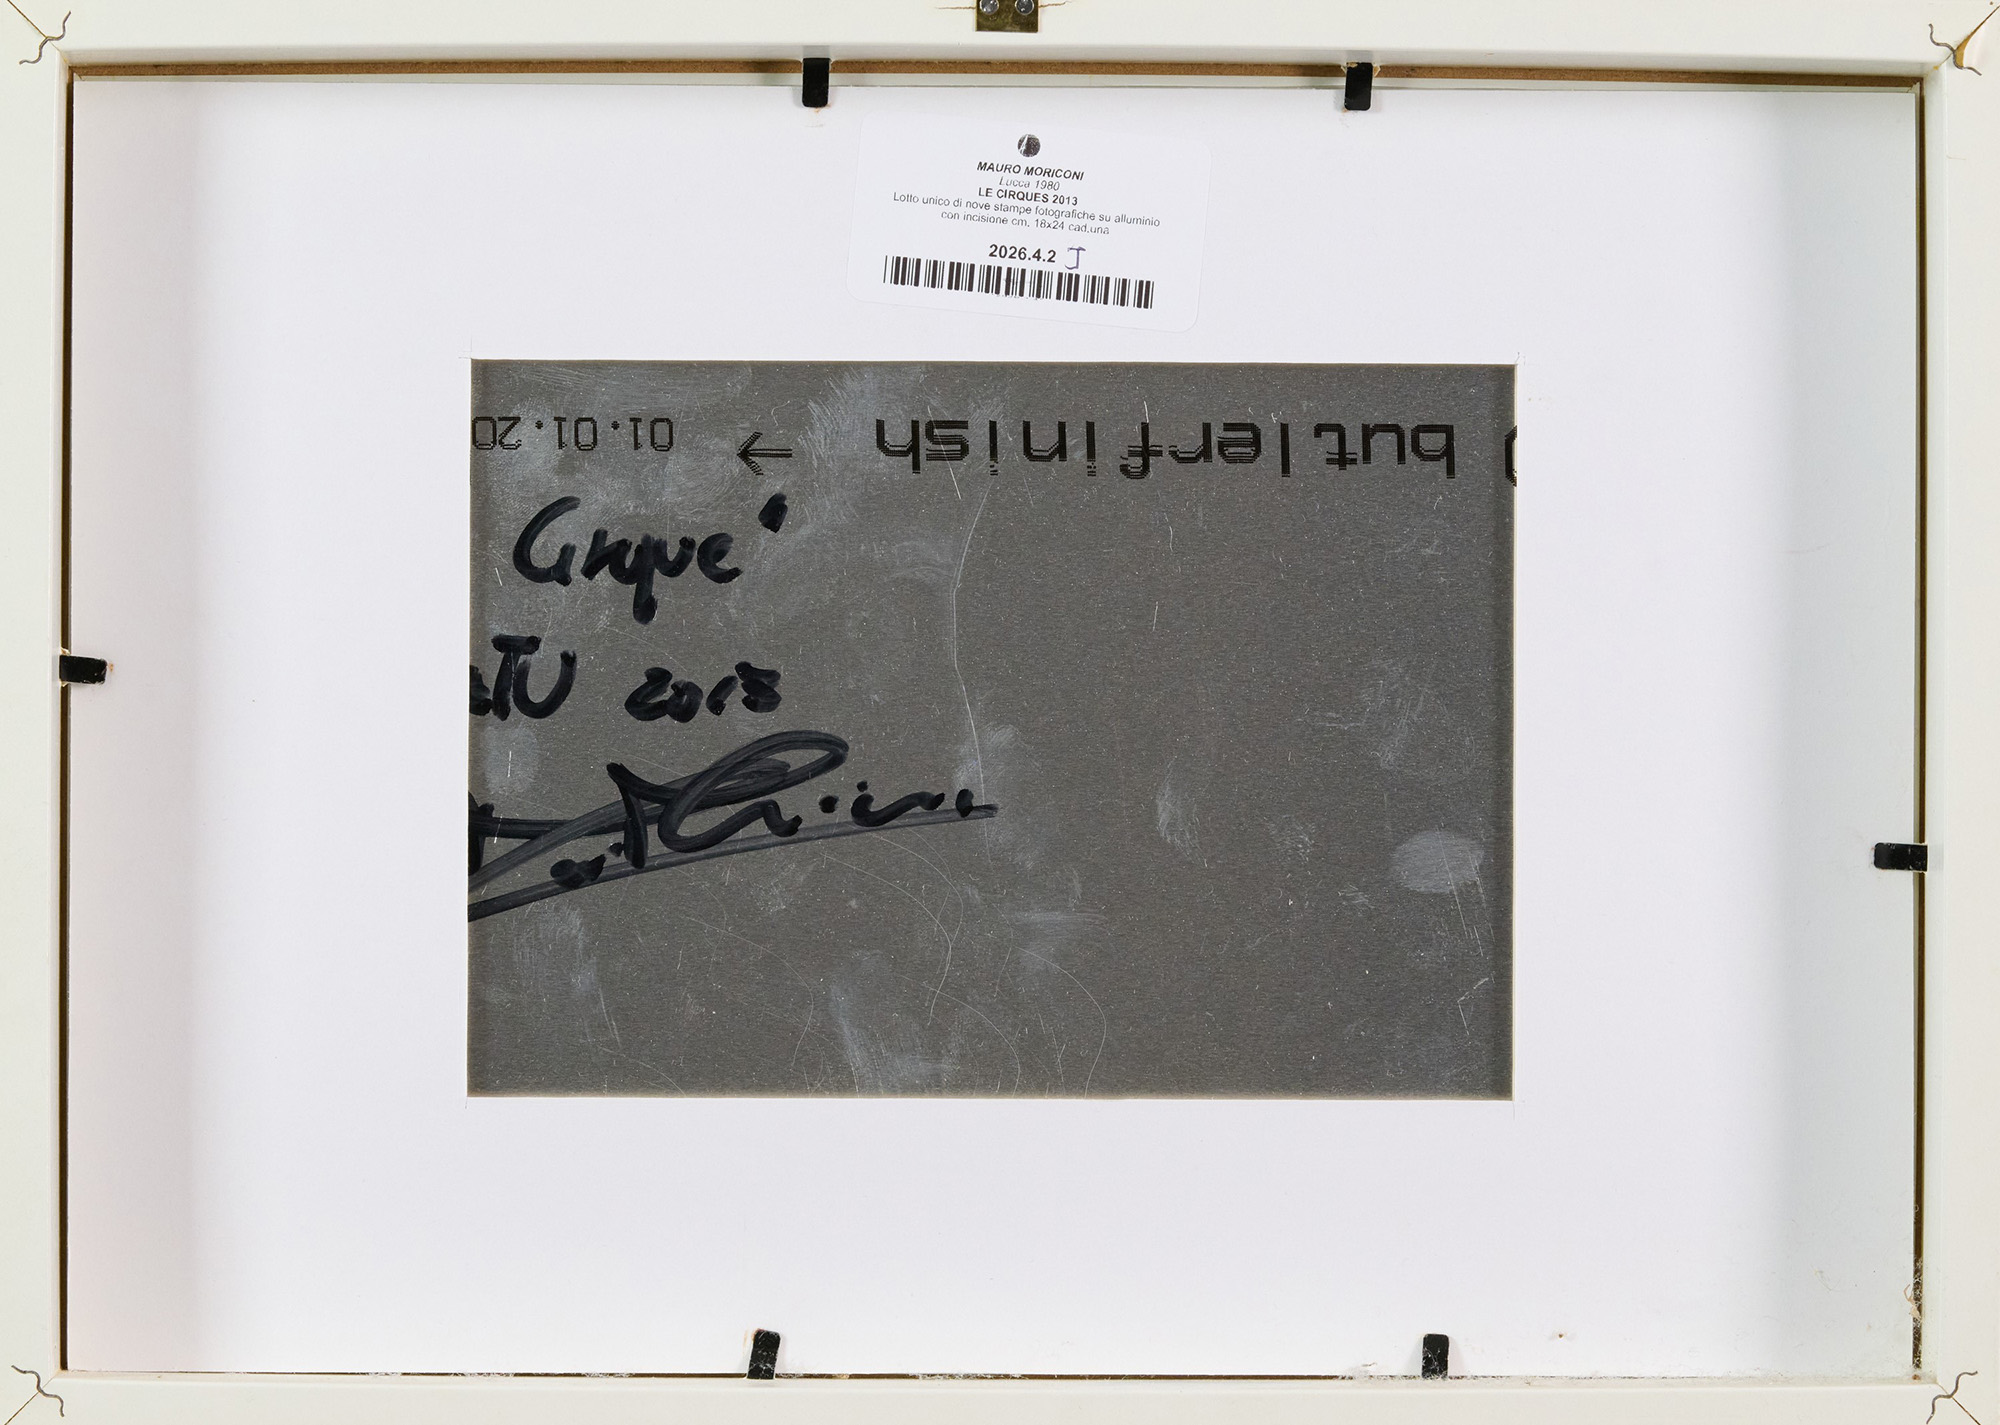 MAURO MORICONI
Lucca 1980
LE CIRQUES 2013
Lotto unico di nove stampe fotografiche su alluminio
con incisione cm. 18x24 cad.una
2026.4.2 J
butlerfinish → 01.01.20
Cirque'
TU 2013